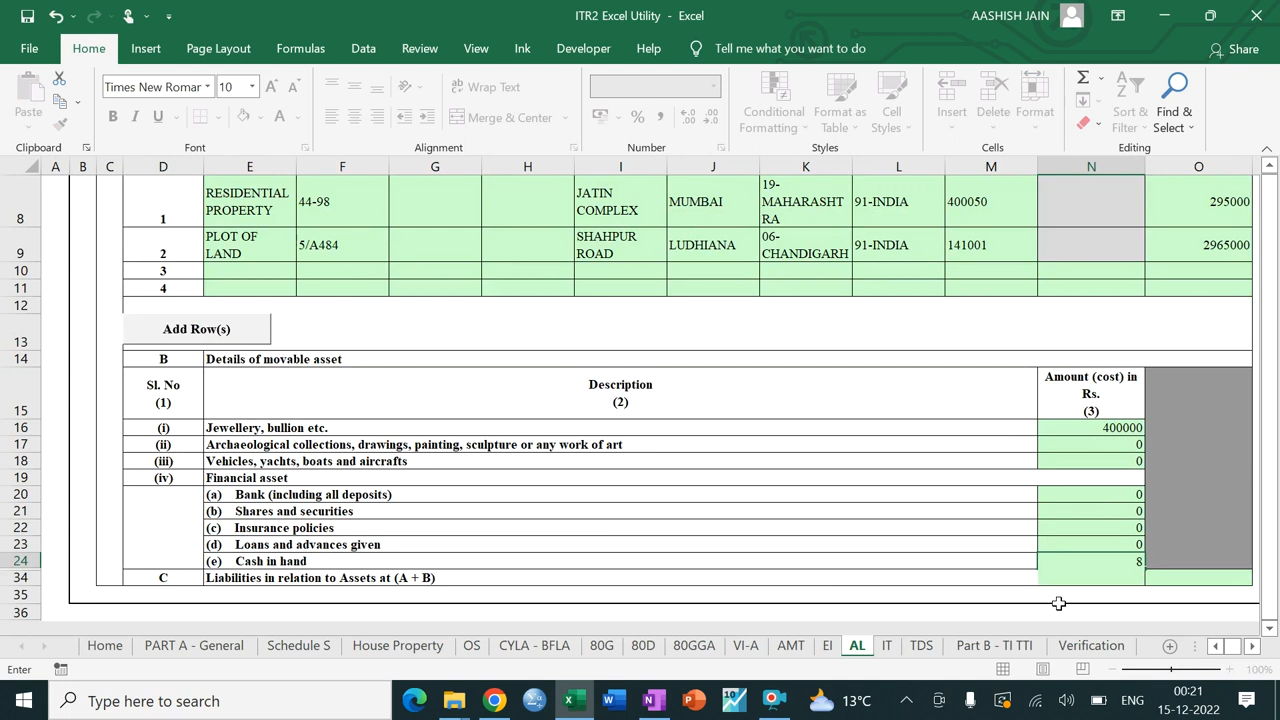 ITR2 Excel Utility - Excel
AASHISH JAIN
File Home Insert Page Layout Formulas Data Review View Ink Developer Help Tell me what you want to do Share
Paste
Times New Romar 10
B I U A
Wrap Text
Merge & Center
% ,
Conditional Formatting
Format as Table
Cell Styles
Insert Delete Format
Sort & Filter
Find & Select
Clipboard Font Alignment Number Styles Cells Editing
A B C D E F G H I J K L M N O
8 1 RESIDENTIAL PROPERTY 44-98 JATIN COMPLEX MUMBAI 19-MAHARASHTRA 91-INDIA 400050 295000
9 2 PLOT OF LAND 5/A484 SHAHPUR ROAD LUDHIANA 06-CHANDIGARH 91-INDIA 141001 2965000
10 3
11 4
12
13 Add Row(s)
14 B Details of movable asset
15 Sl. No (1) Description (2) Amount (cost) in Rs. (3)
16 (i) Jewellery, bullion etc. 400000
17 (ii) Archaeological collections, drawings, painting, sculpture or any work of art 0
18 (iii) Vehicles, yachts, boats and aircrafts 0
19 (iv) Financial asset
20 (a) Bank (including all deposits) 0
21 (b) Shares and securities 0
22 (c) Insurance policies 0
23 (d) Loans and advances given 0
24 (e) Cash in hand 8
34 C Liabilities in relation to Assets at (A + B)
35
36
Home PART A - General Schedule S House Property OS CYLA - BFLA 80G 80D 80GGA VI-A AMT EI AL IT TDS Part B - TI TTI Verification
Enter 100%
Type here to search 13°C ENG 00:21
15-12-2022